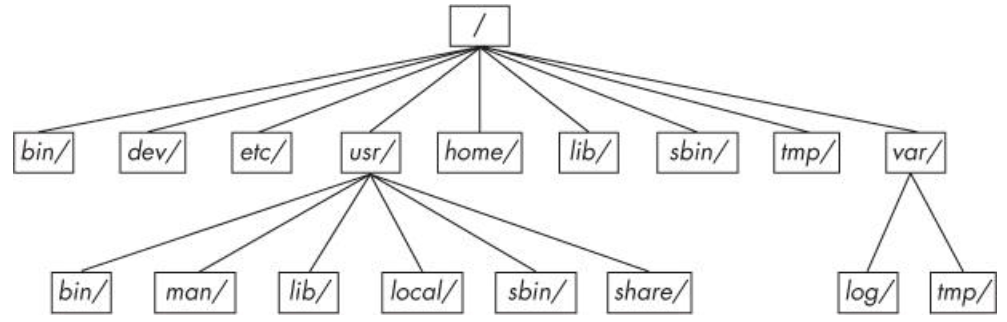 /
bin/ dev/ etc/ usr/ home/ lib/ sbin/ tmp/ var/
bin/ man/ lib/ local/ sbin/ share/ log/ tmp/